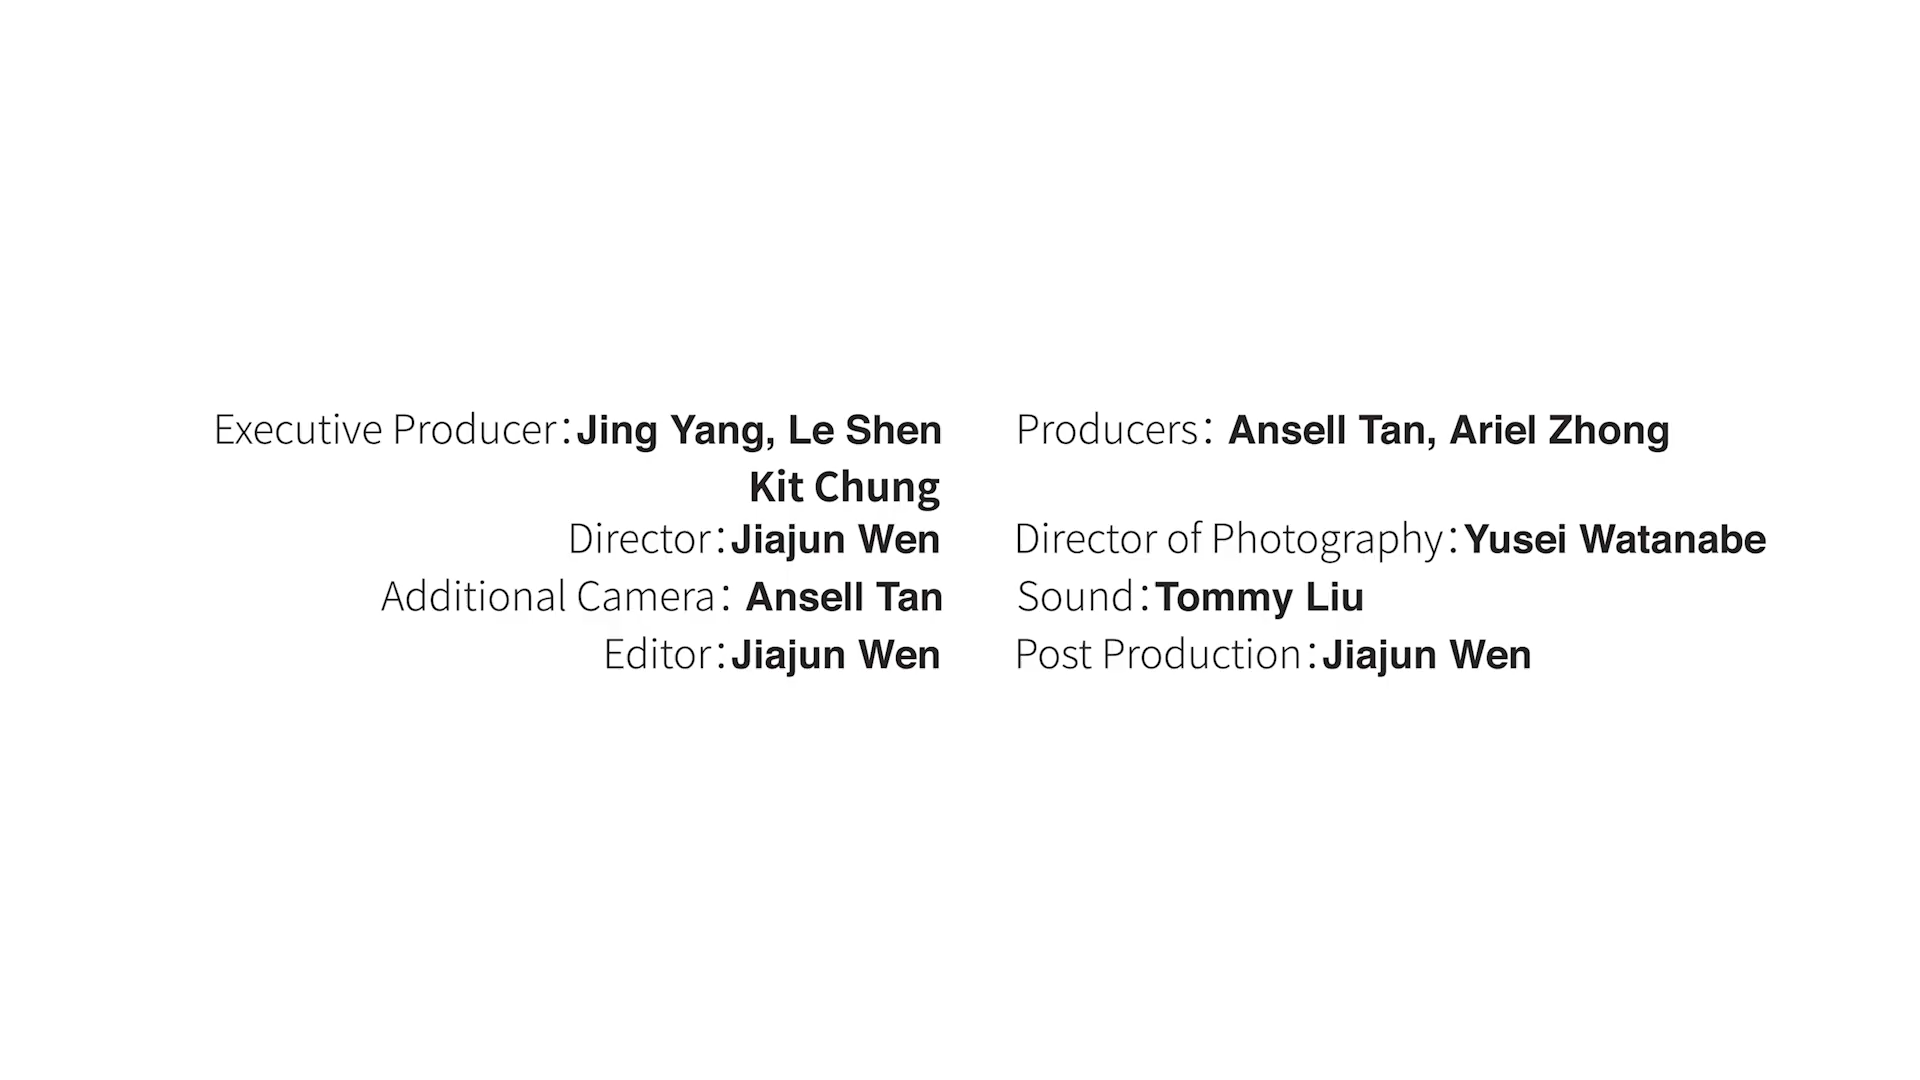 Executive Producer：Jing Yang, Le Shen
Kit Chung
Director：Jiajun Wen
Additional Camera： Ansell Tan
Editor：Jiajun Wen
Producers： Ansell Tan, Ariel Zhong
Director of Photography：Yusei Watanabe
Sound：Tommy Liu
Post Production：Jiajun Wen